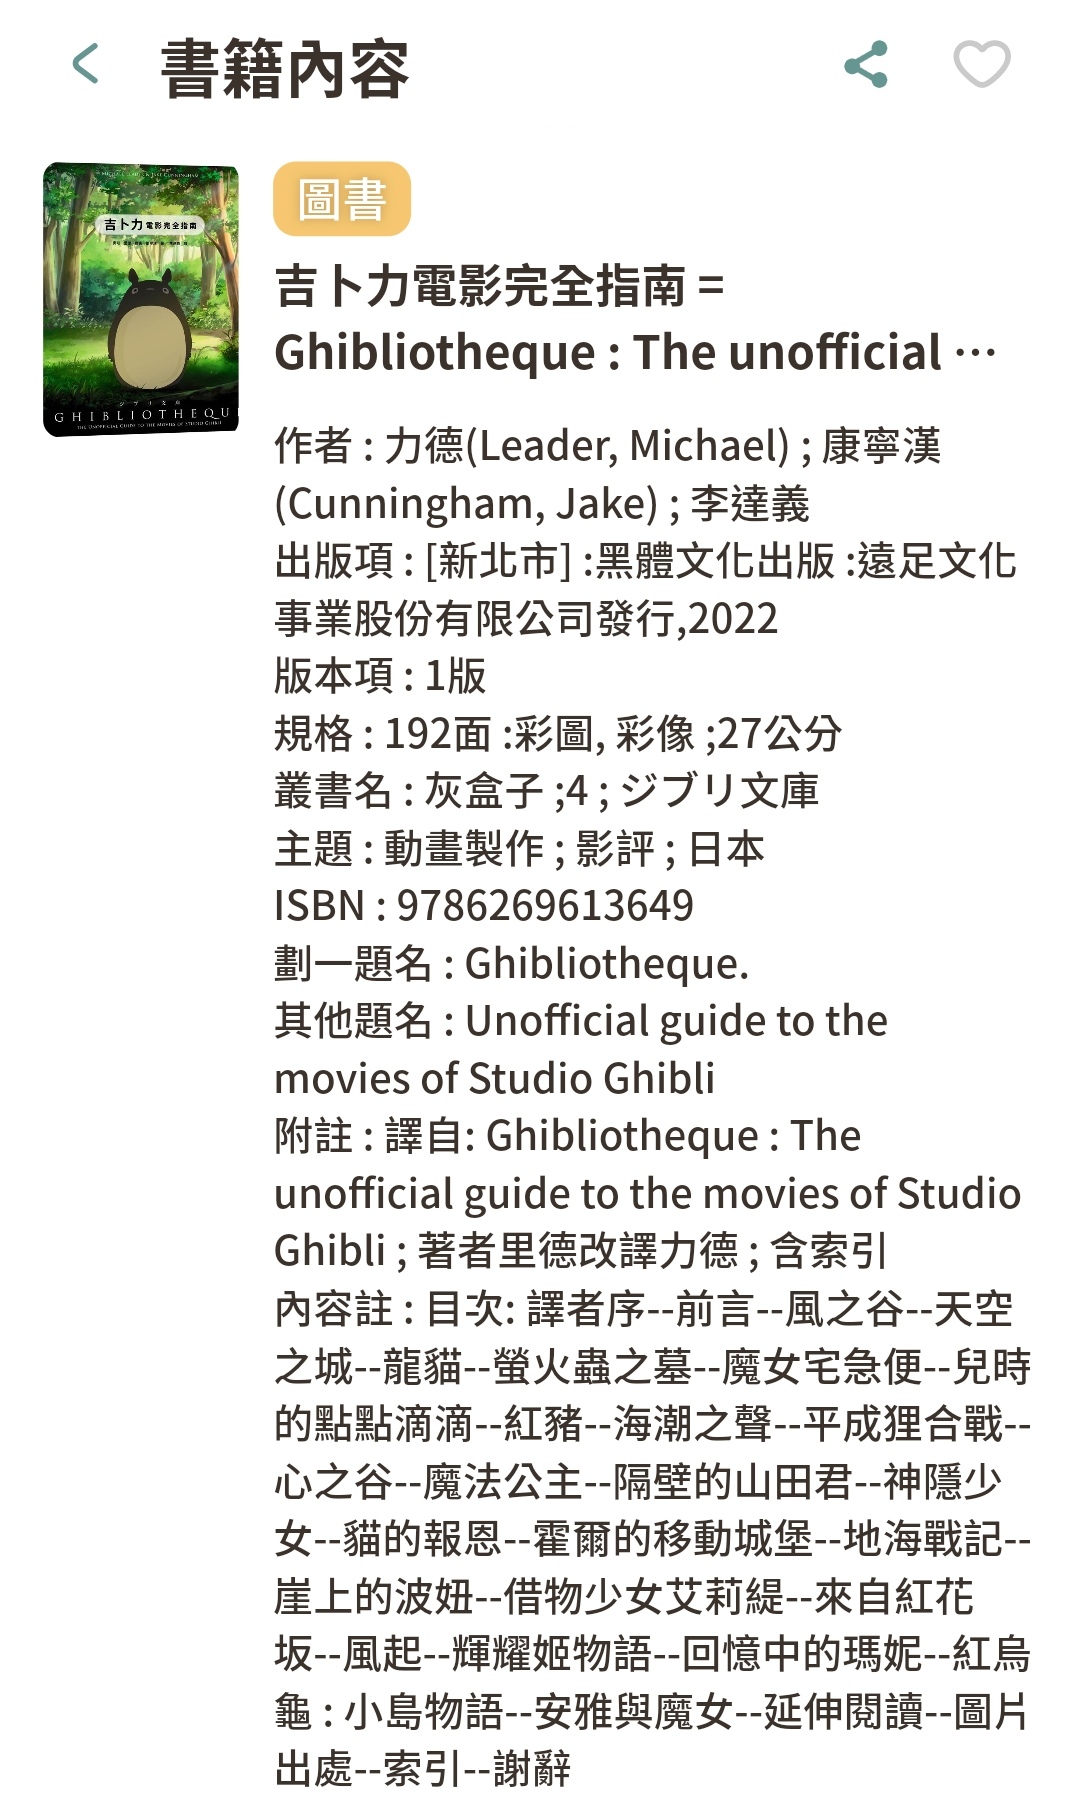 書籍內容
圖書
吉卜力電影完全指南
GHIBLIOTHEQU
吉卜力電影完全指南 =
Ghibliotheque : The unofficial …
作者 : 力德(Leader, Michael) ; 康寧漢
(Cunningham, Jake) ; 李達義
出版項 : [新北市] :黑體文化出版 :遠足文化
事業股份有限公司發行,2022
版本項 : 1版
規格 : 192面 :彩圖, 彩像 ;27公分
叢書名 : 灰盒子 ;4 ; ジブリ文庫
主題 : 動畫製作 ; 影評 ; 日本
ISBN : 9786269613649
劃一題名 : Ghibliotheque.
其他題名 : Unofficial guide to the
movies of Studio Ghibli
附註 : 譯自: Ghibliotheque : The
unofficial guide to the movies of Studio
Ghibli ; 著者里德改譯力德 ; 含索引
內容註 : 目次: 譯者序--前言--風之谷--天空
之城--龍貓--螢火蟲之墓--魔女宅急便--兒時
的點點滴滴--紅豬--海潮之聲--平成狸合戰--
心之谷--魔法公主--隔壁的山田君--神隱少
女--貓的報恩--霍爾的移動城堡--地海戰記--
崖上的波妞--借物少女艾莉緹--來自紅花
坂--風起--輝耀姬物語--回憶中的瑪妮--紅烏
龜 : 小島物語--安雅與魔女--延伸閱讀--圖片
出處--索引--謝辭